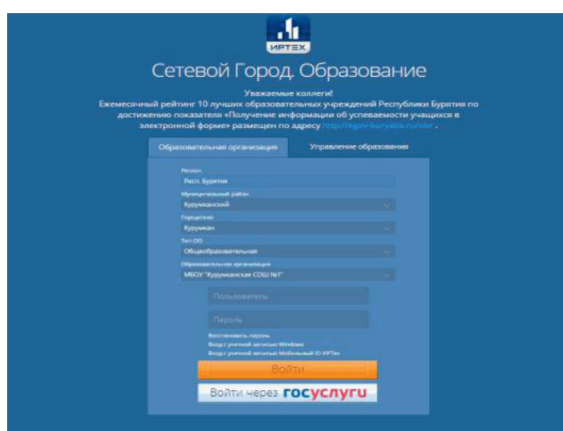 ИРТЕХ
Сетевой Город. Образование
Уважаемые коллеги!
Ежемесячный рейтинг 10 лучших образовательных учреждений Республики Бурятия по
достижению показателя «Получение информации об успеваемости учащихся в
электронной форме» размещен по адресу .
Образовательная организация Управление образования
Регион
Респ. Бурятия
Муниципальный район
Курумканский
Город/село
Курумкан
Тип ОО
Общеобразовательная
Образовательная организация
МБОУ "Курумканская СОШ №1"
Пользователь
Пароль
Восстановить пароль
Вход с учетной записью Windows
Вход с учетной записью Мобильный ID ИРТех
Войти
Войти через госуслуги